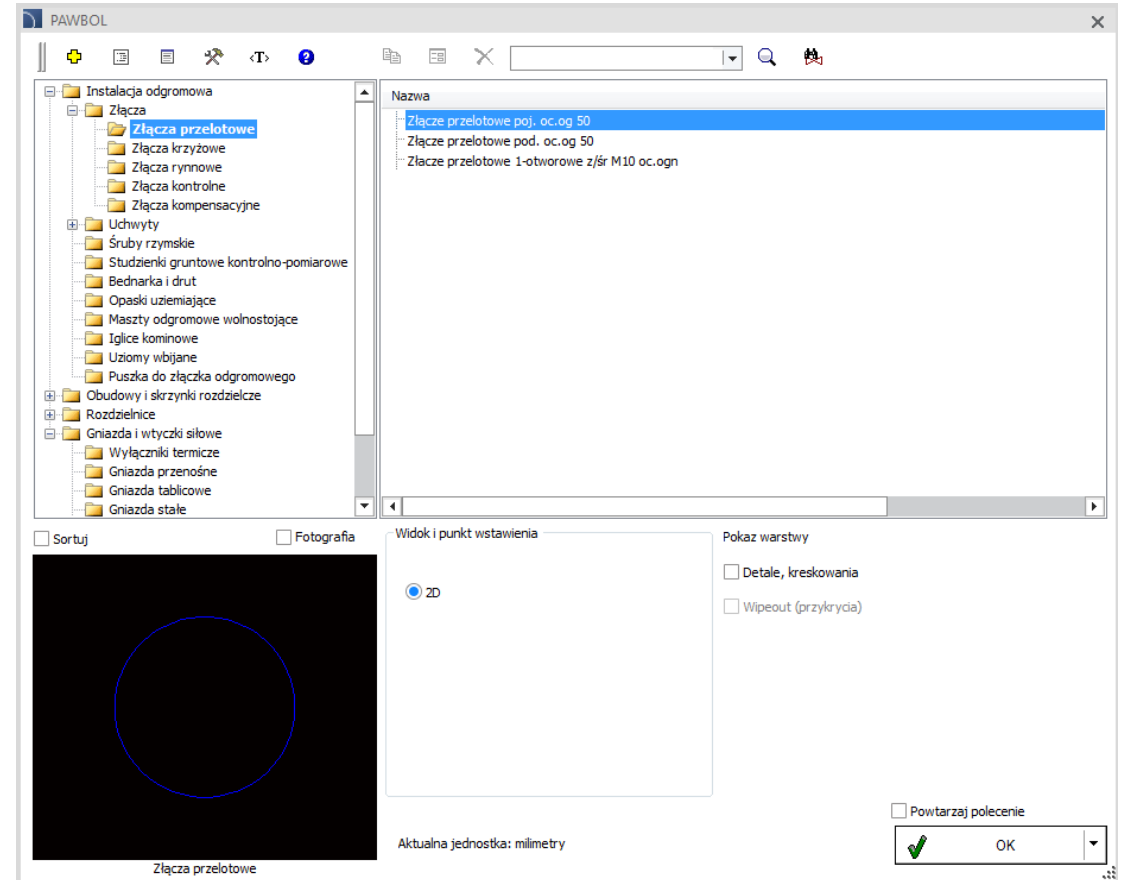 PAWBOL
‹T›
Instalacja odgromowa
Złącza
Złącza przelotowe
Złącza krzyżowe
Złącza rynnowe
Złącza kontrolne
Złącza kompensacyjne
Uchwyty
Śruby rzymskie
Studzienki gruntowe kontrolno-pomiarowe
Bednarka i drut
Opaski uziemiające
Maszty odgromowe wolnostojące
Iglice kominowe
Uziomy wbijane
Puszka do złączka odgromowego
Obudowy i skrzynki rozdzielcze
Rozdzielnice
Gniazda i wtyczki siłowe
Wyłączniki termicze
Gniazda przenośne
Gniazda tablicowe
Gniazda stałe
Nazwa
Złącze przelotowe poj. oc.og 50
Złącze przelotowe pod. oc.og 50
Złacze przelotowe 1-otworowe z/śr M10 oc.ogn
Sortuj
Fotografia
Złącza przelotowe
Widok i punkt wstawienia
2D
Aktualna jednostka: milimetry
Pokaz warstwy
Detale, kreskowania
Wipeout (przykrycia)
Powtarzaj polecenie
OK